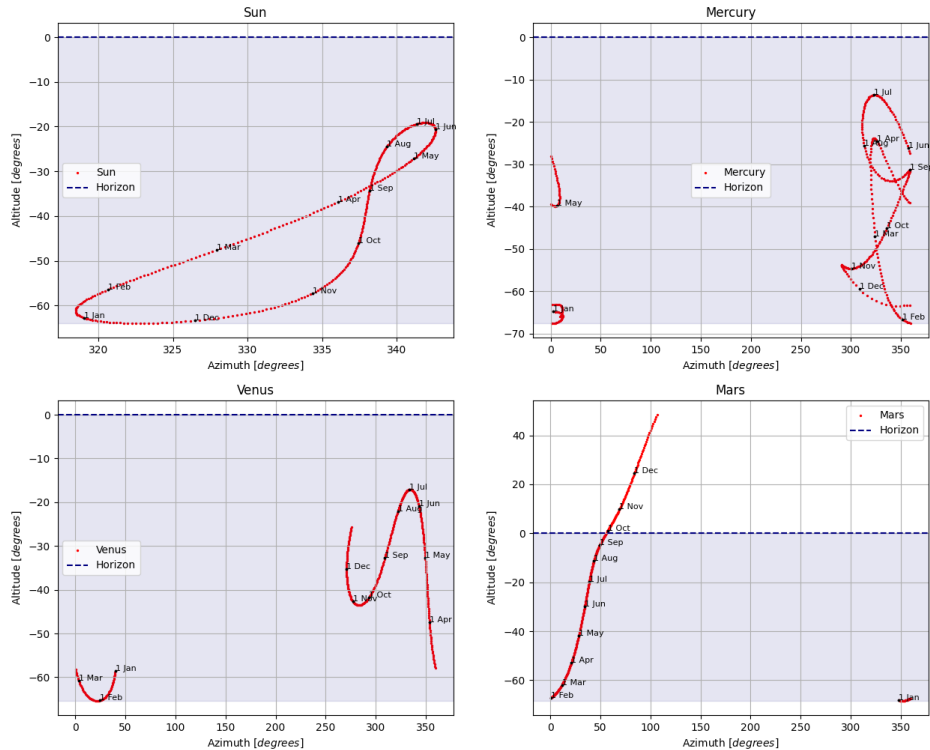 Sun
0
−10
−20
−30
−40
−50
−60
Altitude [degrees]
1 Jul
1 Jun
1 Aug
1 May
Sun
Horizon
1 Sep
1 Apr
1 Oct
1 Mar
1 Feb
1 Nov
1 Jan
1 Dec
320
325
330
335
340
Azimuth [degrees]
Mercury
0
−10
−20
−30
−40
−50
−60
−70
Altitude [degrees]
1 Jul
1 Apr
1 Aug
1 Jun
Mercury
Horizon
1 Sep
1 May
1 Oct
1 Mar
1 Nov
1 Dec
1 Jan
1 Feb
0
50
100
150
200
250
300
350
Azimuth [degrees]
Venus
0
−10
−20
−30
−40
−50
−60
Altitude [degrees]
1 Jul
1 Jun
1 Aug
Venus
Horizon
1 Sep
1 May
1 Dec
1 Nov
1 Oct
1 Apr
1 Jan
1 Mar
1 Feb
0
50
100
150
200
250
300
350
Azimuth [degrees]
Mars
40
20
0
−20
−40
−60
Altitude [degrees]
Mars
Horizon
1 Dec
1 Nov
1 Oct
1 Sep
1 Aug
1 Jul
1 Jun
1 May
1 Apr
1 Mar
1 Feb
1 Jan
0
50
100
150
200
250
300
350
Azimuth [degrees]